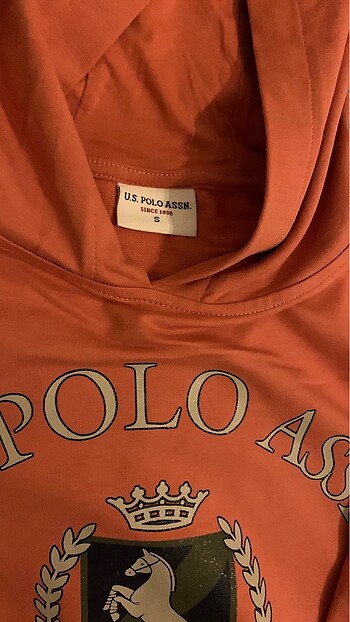 U.S. POLO ASSN.
SINCE 1890
S
POLO ASS